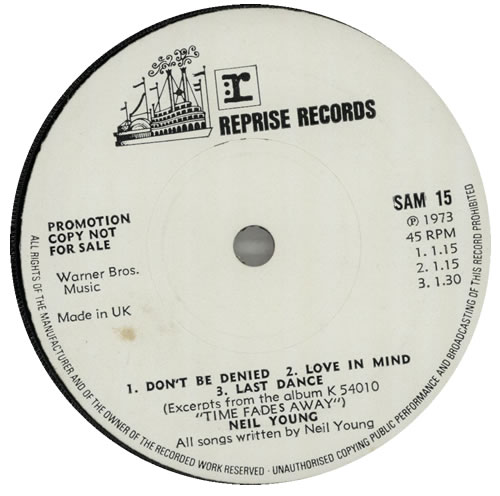 r
REPRISE RECORDS
SAM 15
℗ 1973
45 RPM
1. 1.15
2. 1.15
3. 1.30
PROMOTION
COPY NOT
FOR SALE
Warner Bros.
Music
Made in UK
1. DON'T BE DENIED 2. LOVE IN MIND
3. LAST DANCE
(Excerpts from the album K 54010
"TIME FADES AWAY")
NEIL YOUNG
All songs written by Neil Young
ALL RIGHTS OF THE MANUFACTURER AND OF THE OWNER OF THE RECORDED WORK RESERVED · UNAUTHORISED COPYING PUBLIC PERFORMANCE AND BROADCASTING OF THIS RECORD PROHIBITED